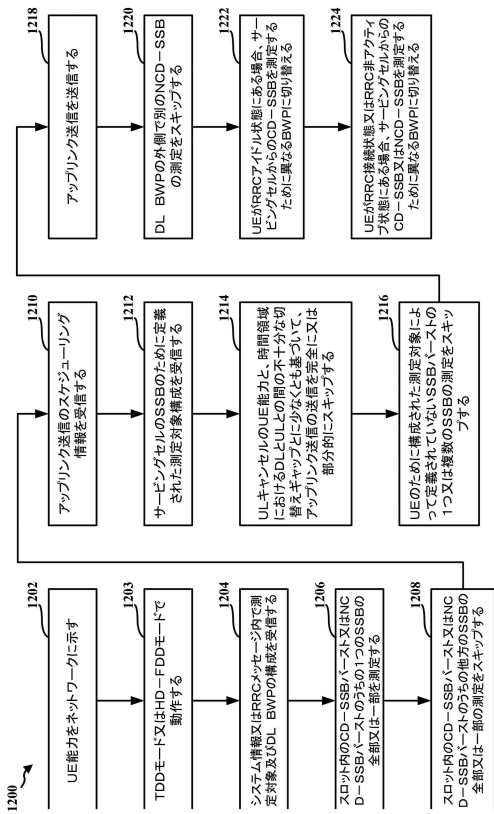 1200
1202
UE能力をネットワークに示す
1203
TDDモード又はHD-FDDモードで
動作する
1204
システム情報又はRRCメッセージ内で測
定対象及びDL BWPの構成を受信する
1206
スロット内のCD-SSBバースト又はNC
D-SSBバーストのうちの1つのSSBの
全部又は一部を測定する
1208
スロット内のCD-SSBバースト又はNC
D-SSBバーストのうちの他方のSSBの
全部又は一部の測定をスキップする
1210
アップリンク送信のスケジューリング
情報を受信する
1212
サービングセルのSSBのために定義
された測定対象構成を受信する
1214
ULキャンセルのUE能力と、時間領域
におけるDLとULとの間の不十分な切
替えギャップとに少なくとも基づいて、
アップリンク送信の送信を完全に又は
部分的にスキップする
1216
UEのために構成された測定対象によ
って定義されていないSSBバーストの
1つ又は複数のSSBの測定をスキッ
プする
1218
アップリンク送信を送信する
1220
DL BWPの外側で別のNCD-SSB
の測定をスキップする
1222
UEがRRCアイドル状態にある場合、サー
ビングセルからのCD-SSBを測定する
ために異なるBWPに切り替える
1224
UEがRRC接続状態又はRRC非アクティ
ブ状態にある場合、サービングセルからの
CD-SSB又はNCD-SSBを測定する
ために異なるBWPに切り替える